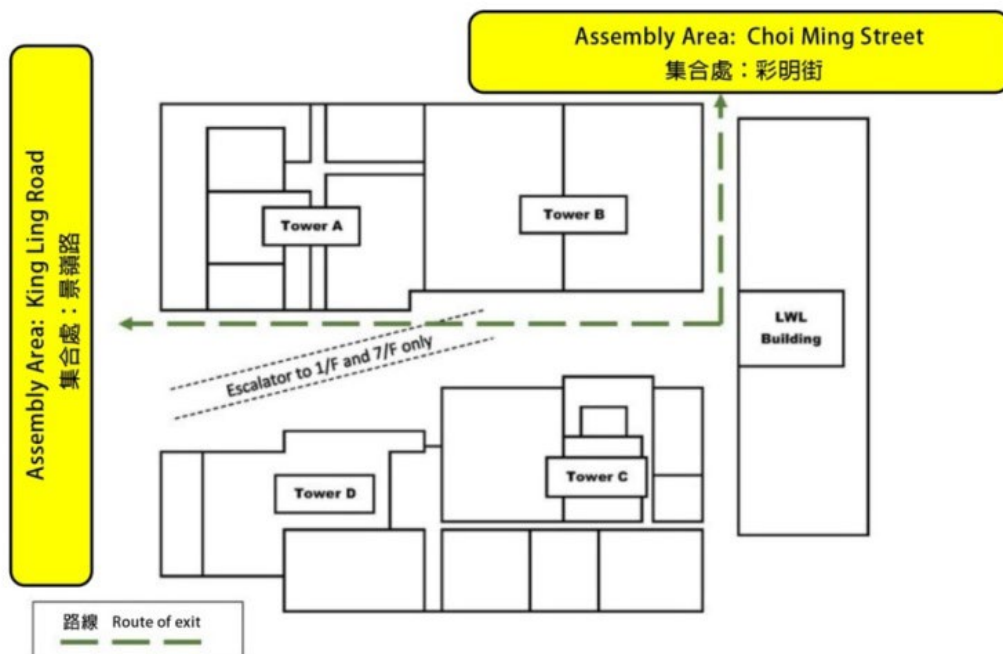 Assembly Area: Choi Ming Street
集合處：彩明街
Assembly Area: King Ling Road
集合處：景嶺路
Tower A
Tower B
LWL
Building
Escalator to 1/F and 7/F only
Tower C
Tower D
路線 Route of exit